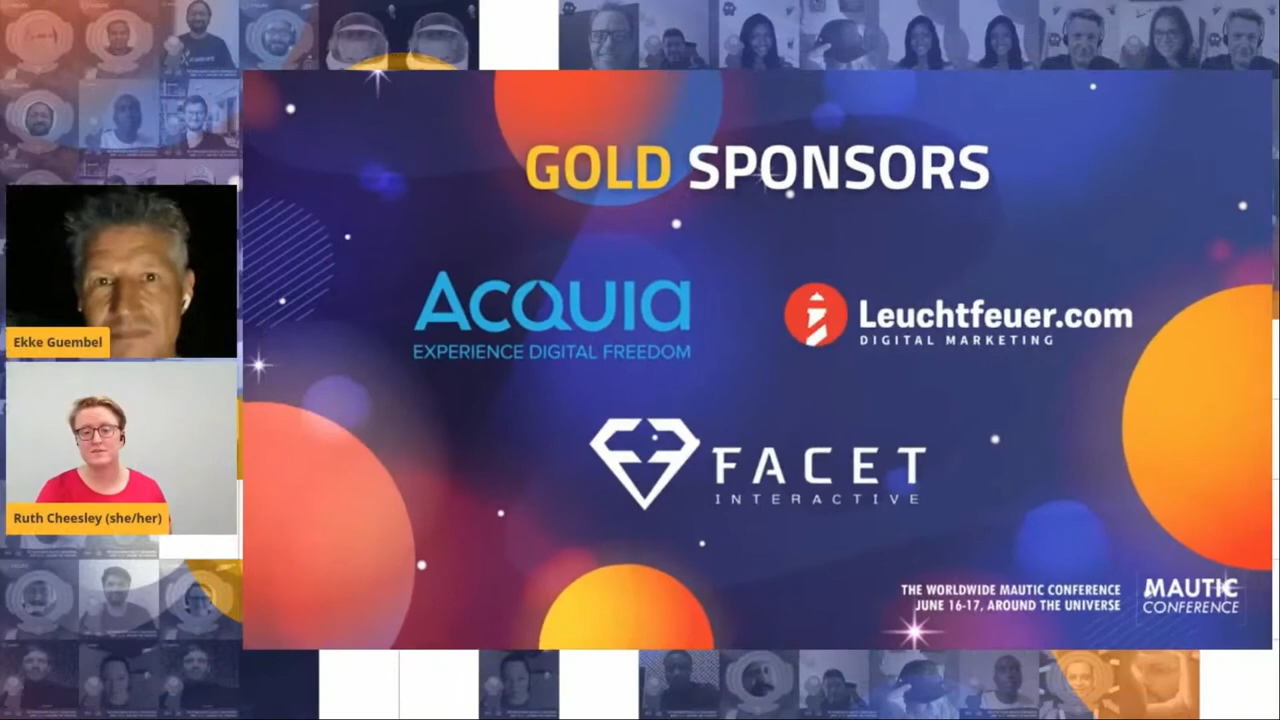 GOLD SPONSORS
ACQUIA
EXPERIENCE DIGITAL FREEDOM
Leuchtfeuer.com
DIGITAL MARKETING
FACET
INTERACTIVE
Ekke Guembel
Ruth Cheesley (she/her)
THE WORLDWIDE MAUTIC CONFERENCE
JUNE 16-17, AROUND THE UNIVERSE
MAUTIC
CONFERENCE